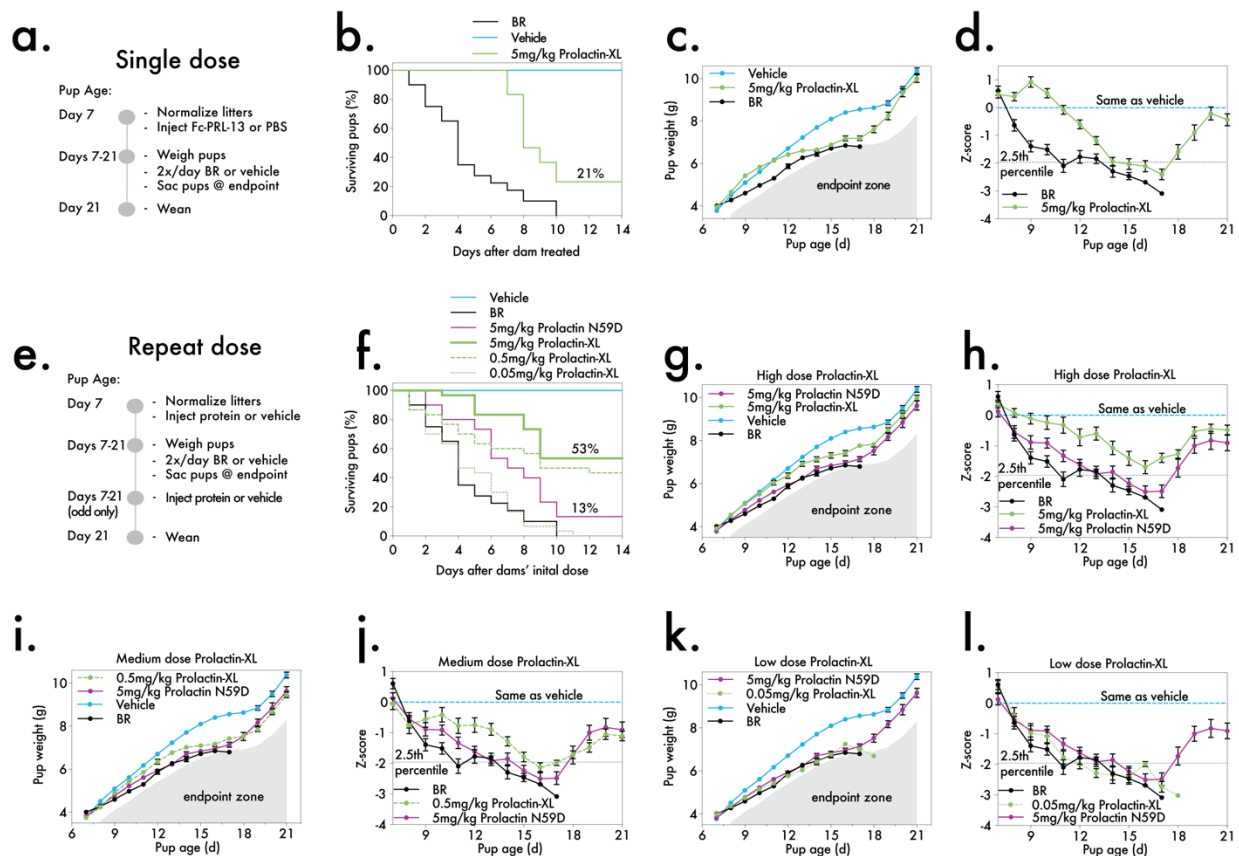 a.
Single dose
Pup Age:
Day 7
- Normalize litters
- Inject Fc-PRL-13 or PBS
Days 7-21
- Weigh pups
- 2x/day BR or vehicle
- Sac pups @ endpoint
Day 21
- Wean
b.
BR
Vehicle
5mg/kg Prolactin-XL
Surviving pups (%)
100
80
60
40
20
0
21%
0 2 4 6 8 10 12 14
Days after dam treated
c.
Vehicle
5mg/kg Prolactin-XL
BR
Pup weight (g)
10
8
6
4
endpoint zone
6 9 12 15 18 21
Pup age (d)
d.
Z-score
2
1
0
-1
-2
-3
-4
Same as vehicle
2.5th
percentile
BR
5mg/kg Prolactin-XL
9 12 15 18 21
Pup age (d)
e.
Repeat dose
Pup Age:
Day 7
- Normalize litters
- Inject protein or vehicle
Days 7-21
- Weigh pups
- 2x/day BR or vehicle
- Sac pups @ endpoint
Days 7-21
(odd only)
- Inject protein or vehicle
Day 21
- Wean
f.
Vehicle
BR
5mg/kg Prolactin N59D
5mg/kg Prolactin-XL
0.5mg/kg Prolactin-XL
0.05mg/kg Prolactin-XL
Surviving pups (%)
100
80
60
40
20
0
53%
13%
0 2 4 6 8 10 12 14
Days after dams' inital dose
g.
High dose Prolactin-XL
5mg/kg Prolactin N59D
5mg/kg Prolactin-XL
Vehicle
BR
Pup weight (g)
10
8
6
4
endpoint zone
6 9 12 15 18 21
Pup age (d)
h.
High dose Prolactin-XL
Z-score
1
0
-1
-2
-3
-4
Same as vehicle
2.5th
percentile
BR
5mg/kg Prolactin-XL
5mg/kg Prolactin N59D
9 12 15 18 21
Pup age (d)
i.
Medium dose Prolactin-XL
0.5mg/kg Prolactin-XL
5mg/kg Prolactin N59D
Vehicle
BR
Pup weight (g)
10
8
6
4
endpoint zone
6 9 12 15 18 21
Pup age (d)
j.
Medium dose Prolactin-XL
Z-score
1
0
-1
-2
-3
-4
Same as vehicle
2.5th
percentile
BR
0.5mg/kg Prolactin-XL
5mg/kg Prolactin N59D
9 12 15 18 21
Pup age (d)
k.
Low dose Prolactin-XL
5mg/kg Prolactin N59D
0.05mg/kg Prolactin-XL
Vehicle
BR
Pup weight (g)
10
8
6
4
endpoint zone
6 9 12 15 18 21
Pup age (d)
l.
Low dose Prolactin-XL
Z-score
1
0
-1
-2
-3
-4
Same as vehicle
2.5th
percentile
BR
0.05mg/kg Prolactin-XL
5mg/kg Prolactin N59D
9 12 15 18 21
Pup age (d)